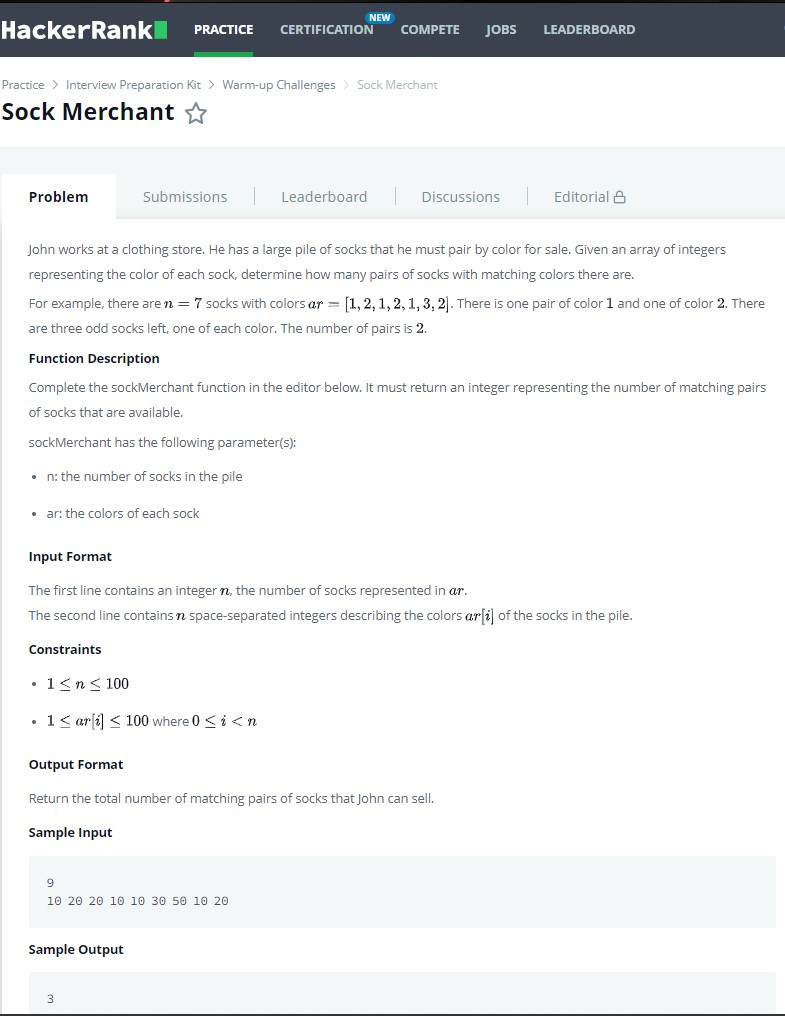 HackerRank
PRACTICE CERTIFICATION NEW COMPETE JOBS LEADERBOARD
Practice > Interview Preparation Kit > Warm-up Challenges > Sock Merchant
Sock Merchant
Problem Submissions Leaderboard Discussions Editorial
John works at a clothing store. He has a large pile of socks that he must pair by color for sale. Given an array of integers
representing the color of each sock, determine how many pairs of socks with matching colors there are.
For example, there are n = 7 socks with colors ar = [1, 2, 1, 2, 1, 3, 2]. There is one pair of color 1 and one of color 2. There
are three odd socks left, one of each color. The number of pairs is 2.
Function Description
Complete the sockMerchant function in the editor below. It must return an integer representing the number of matching pairs
of socks that are available.
sockMerchant has the following parameter(s):
• n: the number of socks in the pile
• ar: the colors of each sock
Input Format
The first line contains an integer n, the number of socks represented in ar.
The second line contains n space-separated integers describing the colors ar[i] of the socks in the pile.
Constraints
• 1 ≤ n ≤ 100
• 1 ≤ ar[i] ≤ 100 where 0 ≤ i < n
Output Format
Return the total number of matching pairs of socks that John can sell.
Sample Input
9
10 20 20 10 10 30 50 10 20
Sample Output
3